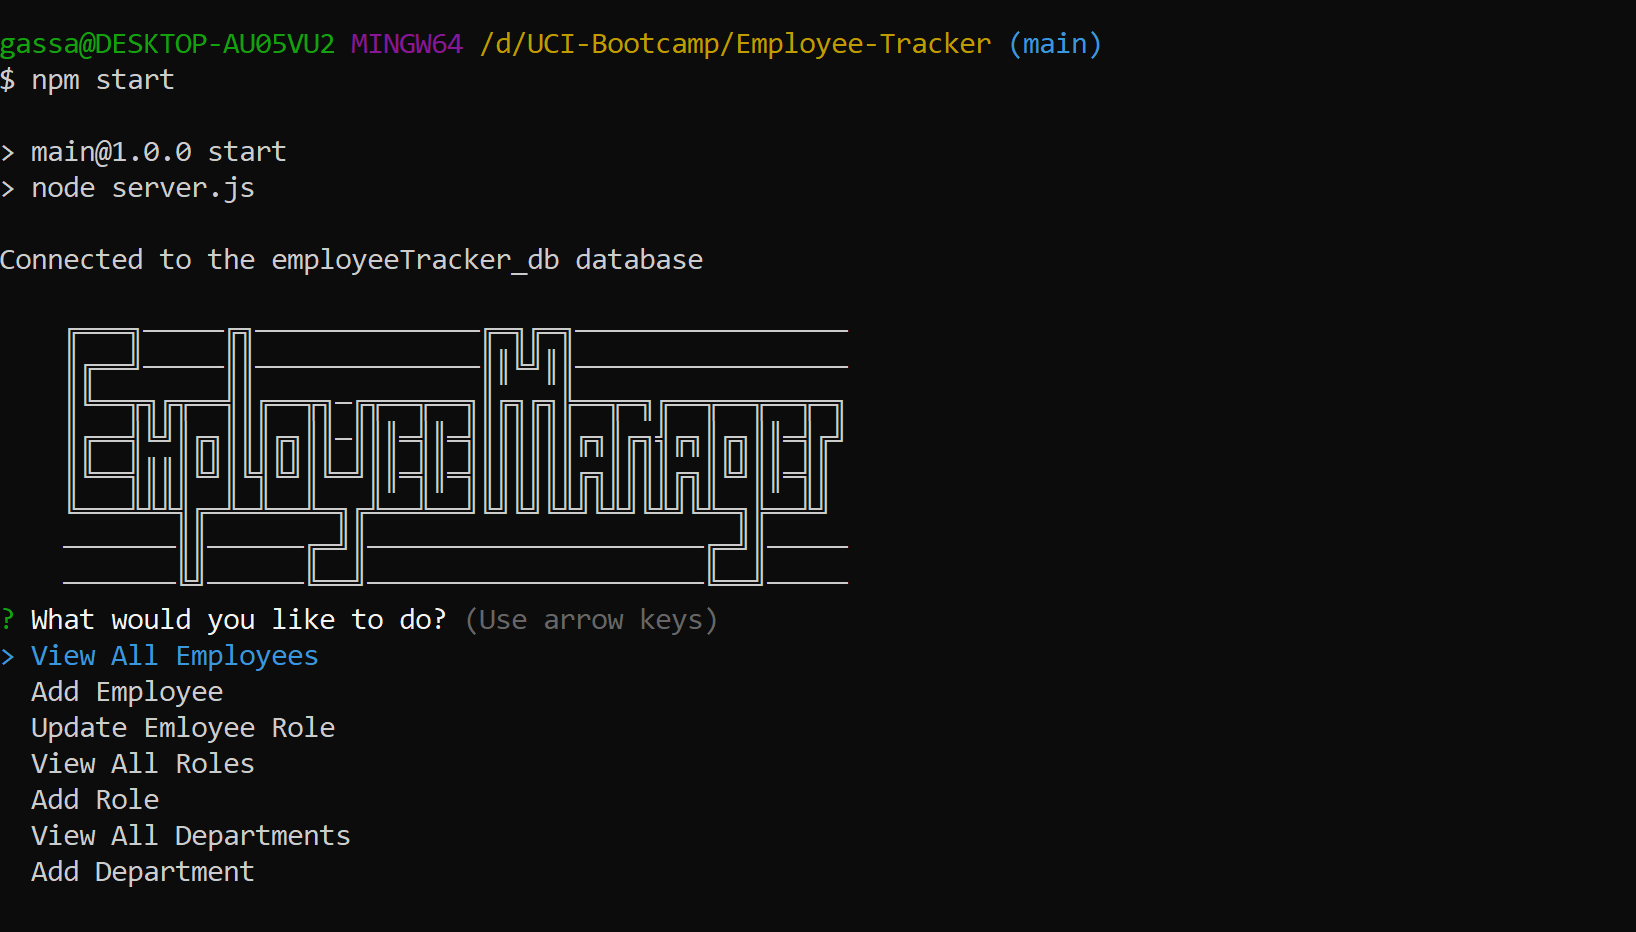 gassa@DESKTOP-AU05VU2 MINGW64 /d/UCI-Bootcamp/Employee-Tracker (main)
$ npm start
> main@1.0.0 start
> node server.js
Connected to the employeeTracker_db database
Employee Manager
? What would you like to do? (Use arrow keys)
> View All Employees
Add Employee
Update Emloyee Role
View All Roles
Add Role
View All Departments
Add Department